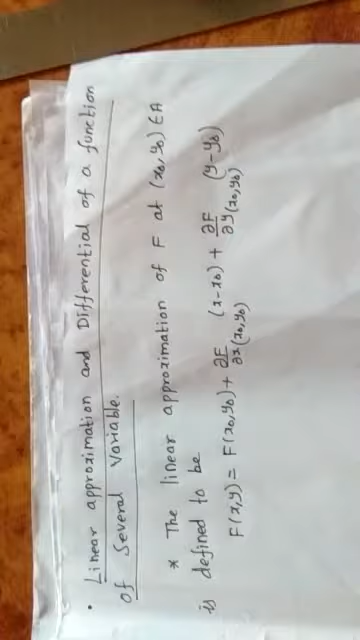 • Linear approximation and Differential of a function
of Several Variable.
* The linear approximation of F at (x₀, y₀) ∈ A
is defined to be
F(x,y) = F(x₀,y₀) + ∂F/∂x (x₀,y₀) (x-x₀) + ∂F/∂y (x₀,y₀) (y-y₀)